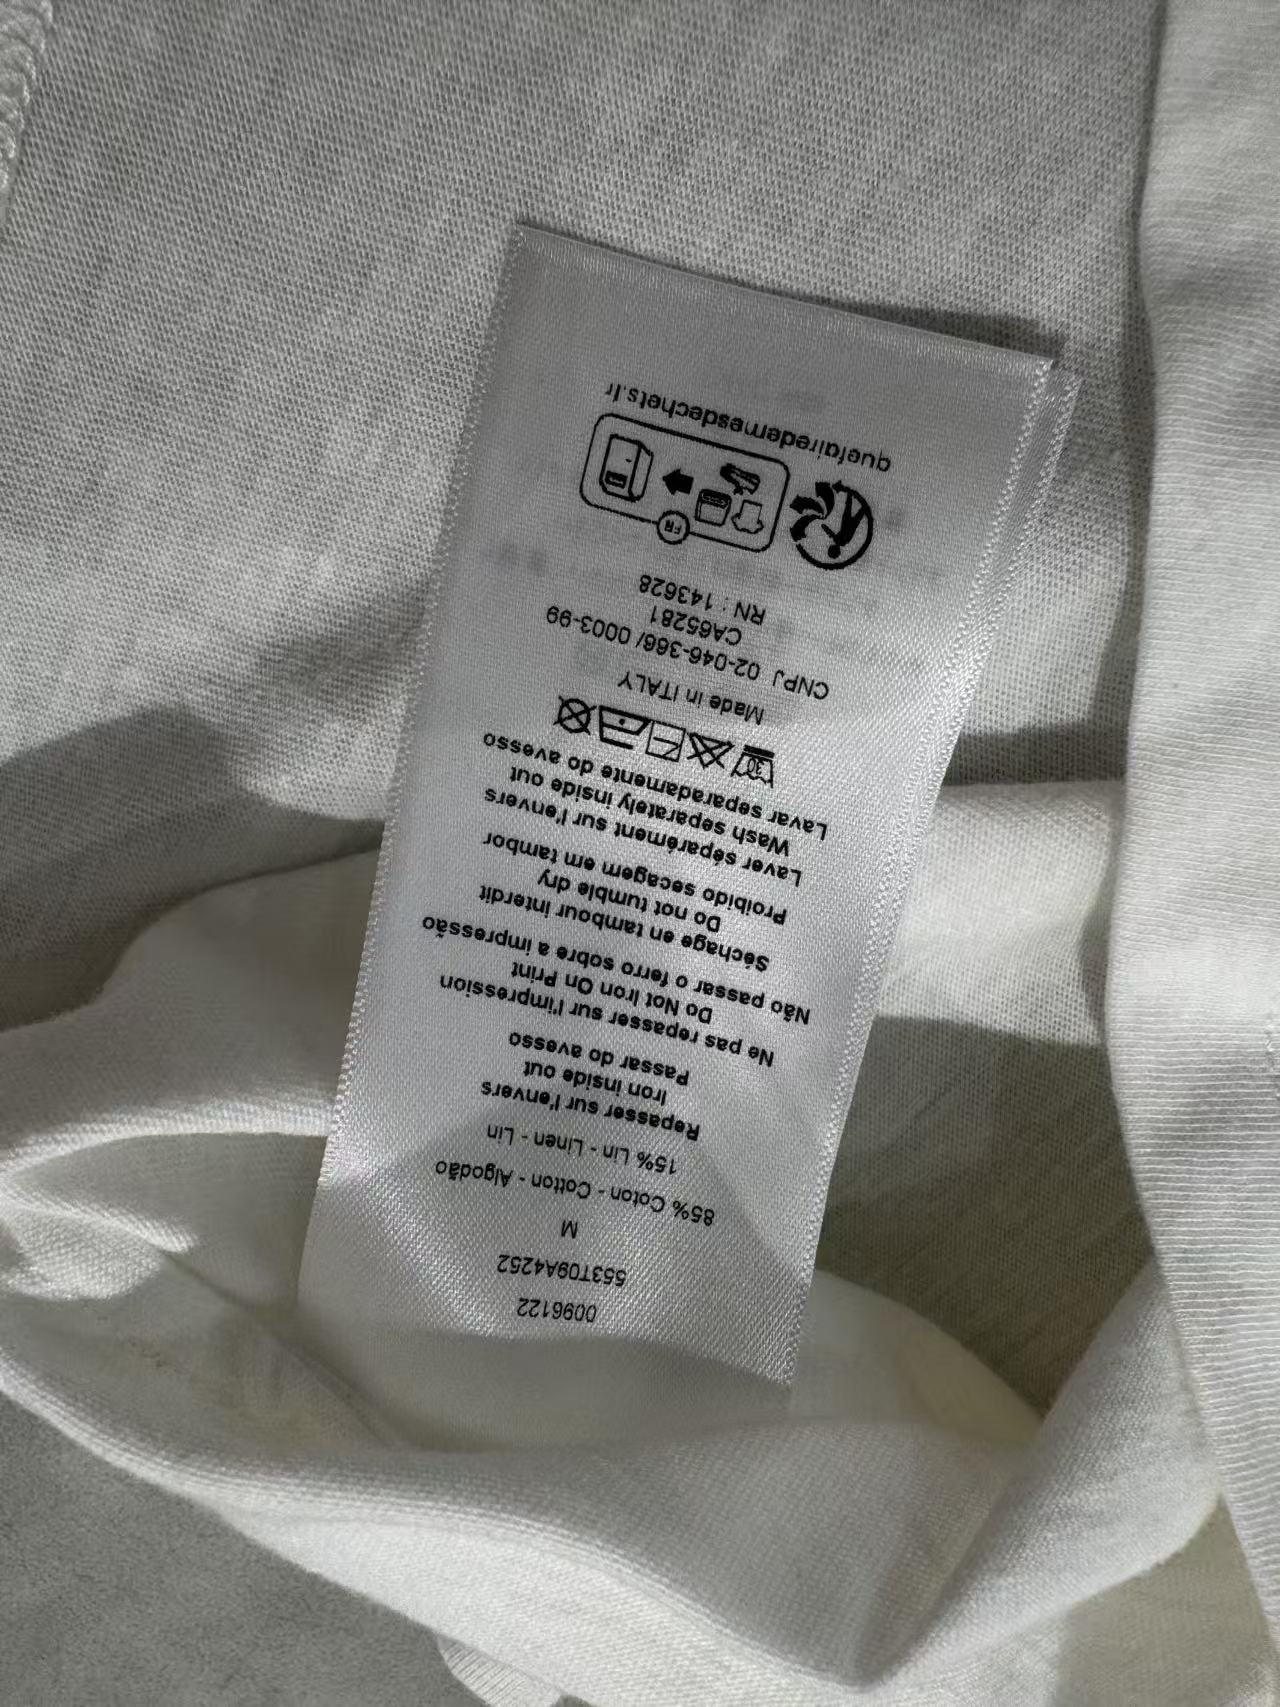 0096122
553T09A4252
M
85% Coton - Cotton - Algodão
15% Lin - Linen - Lin
Repasser sur l'envers
Iron inside out
Passar do avesso
Ne pas repasser sur l'impression
Do Not Iron On Print
Não passar o ferro sobre a impressão
Séchage en tambour interdit
Do not tumble dry
Proibido secagem em tambor
Laver séparément sur l'envers
Wash separately inside out
Lavar separadamente do avesso
30°
Made in ITALY
CNPJ 02-046-366/ 0003-99
CA65281
RN : 143628
FR
quefairedemesdechets.fr